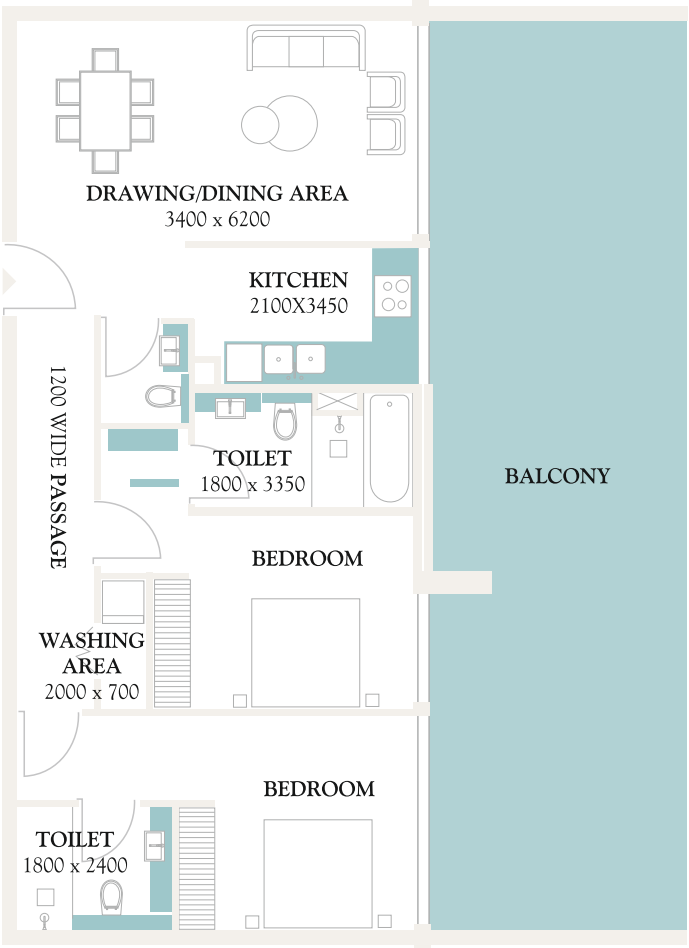 DRAWING/DINING AREA
3400 x 6200
KITCHEN
2100X3450
1200 WIDE PASSAGE
TOILET
1800 x 3350
BALCONY
BEDROOM
WASHING
AREA
2000 x 700
BEDROOM
TOILET
1800 x 2400